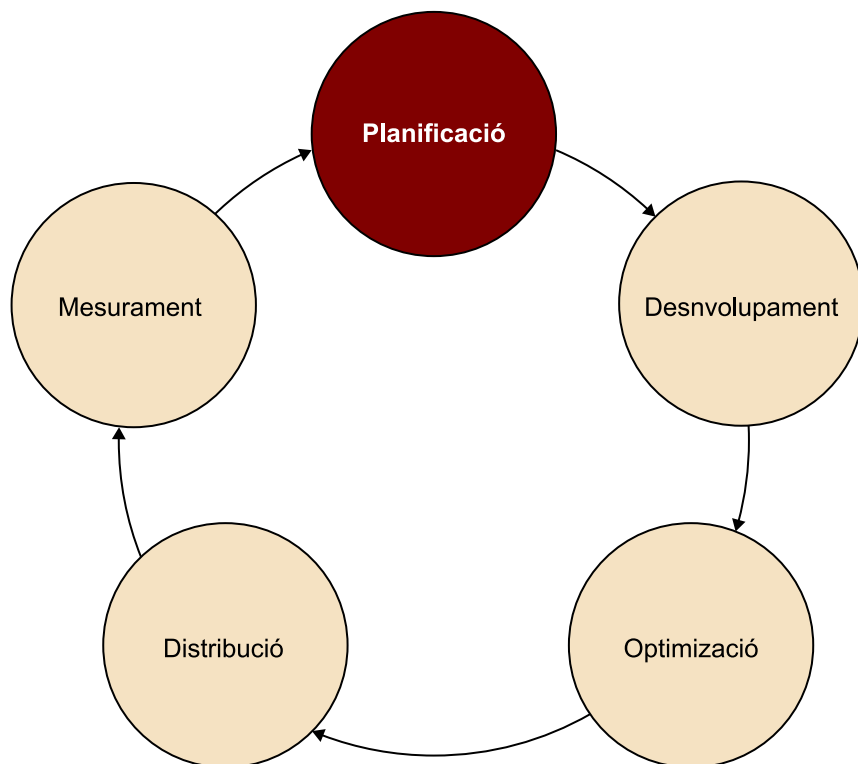 Planificació
Desnvolupament
Optimizació
Distribució
Mesurament